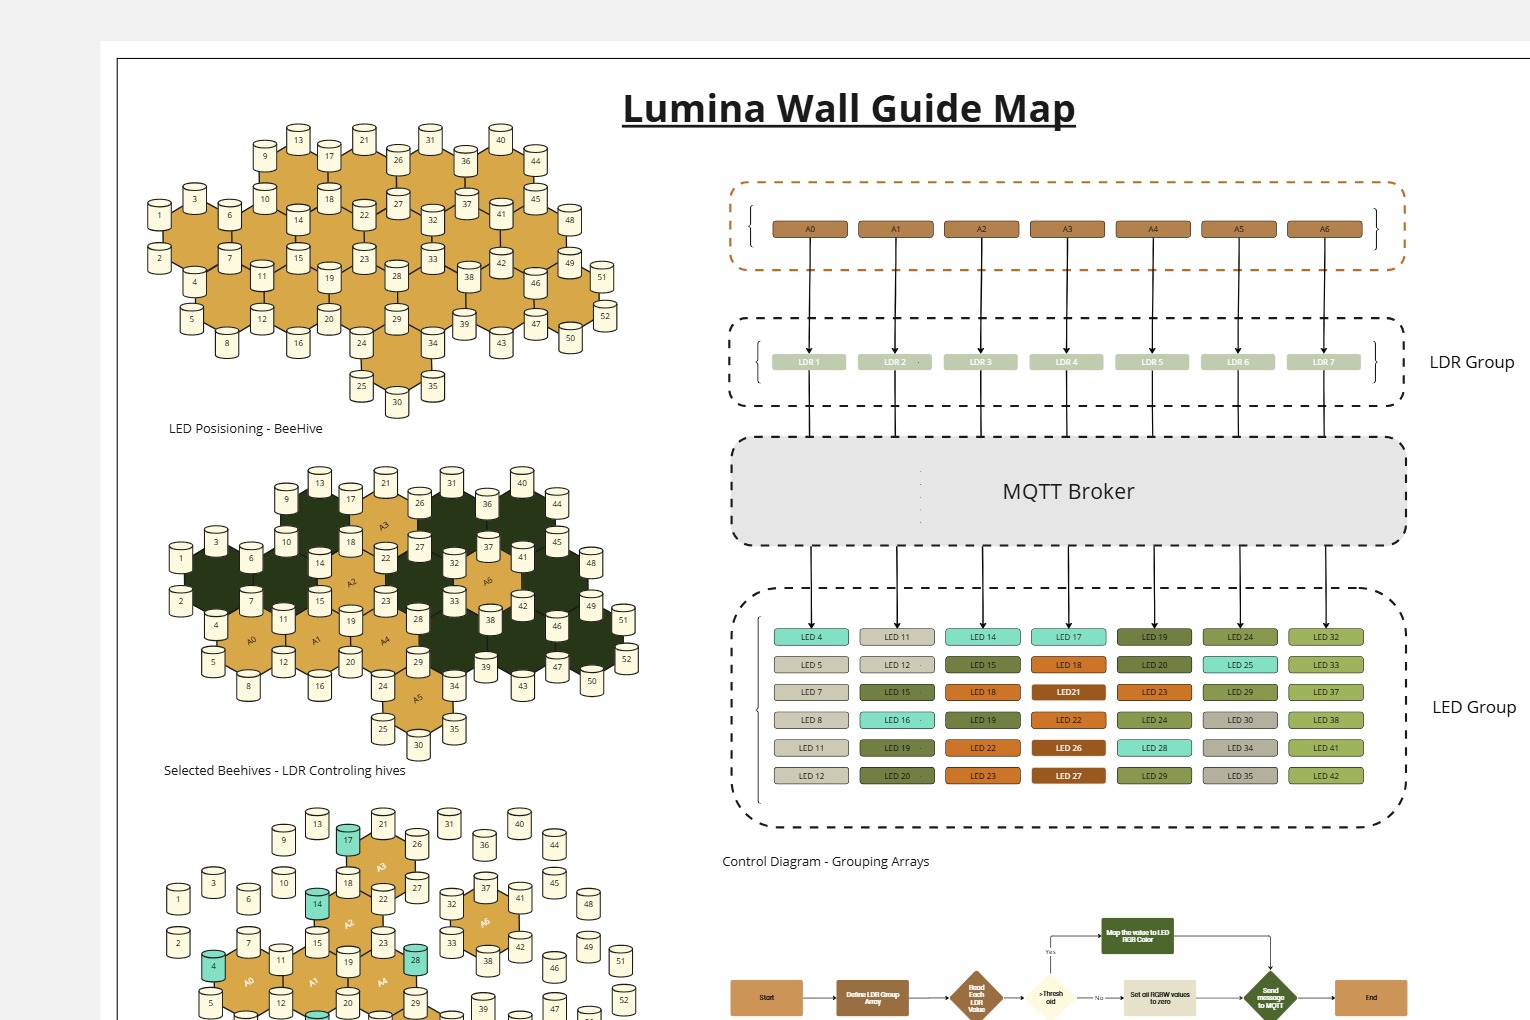 Lumina Wall Guide Map
13 21 31 40
9 17 26 36 44
3 10 18 27 37 45
1 6 14 22 32 41 48
2 7 15 23 33 42 49
4 11 19 28 38 46 51
5 12 20 29 39 47 52
8 16 24 34 43 50
25 35
30
LED Posisioning - BeeHive
13 21 31 40
9 17 26 36 44
A3
3 10 18 27 37 45
1 6 14 22 32 41 48
A2 A6
2 7 15 23 33 42 49
4 11 19 28 38 46 51
A0 A1 A4
5 12 20 29 39 47 52
8 16 24 34 43 50
A5
25 35
30
Selected Beehives - LDR Controling hives
13 21 31 40
9 17 26 36 44
A3
3 10 18 27 37 45
1 6 14 22 32 41 48
A2 A6
2 7 15 23 33 42 49
4 11 19 28 38 46 51
A0 A1 A4
5 12 20 29 39 47 52
A0 A1 A2 A3 A4 A5 A6
LDR 1 LDR 2 LDR 3 LDR 4 LDR 5 LDR 6 LDR 7
LDR Group
MQTT Broker
LED 4 LED 11 LED 14 LED 17 LED 19 LED 24 LED 32
LED 5 LED 12 LED 15 LED 18 LED 20 LED 25 LED 33
LED 7 LED 15 LED 18 LED21 LED 23 LED 29 LED 37
LED 8 LED 16 LED 19 LED 22 LED 24 LED 30 LED 38
LED 11 LED 19 LED 22 LED 26 LED 28 LED 34 LED 41
LED 12 LED 20 LED 23 LED 27 LED 29 LED 35 LED 42
LED Group
Control Diagram - Grouping Arrays
Start
Define LDR Group
Array
Read
Each
LDR
Value
>Thresh
old
Yes
Map the value to LED
RGB Color
No
Set all RGBW values
to zero
Send
message
to MQTT
End